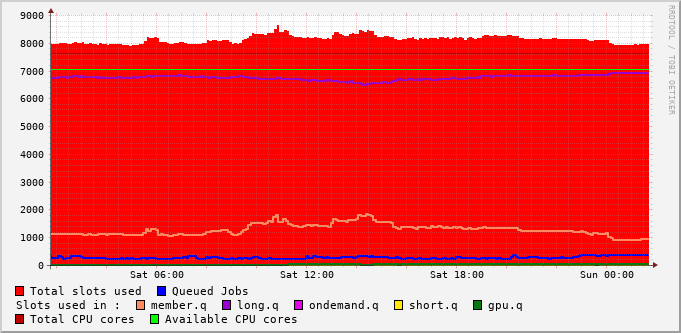 9000
8000
7000
6000
5000
4000
3000
2000
1000
0
Sat 06:00 Sat 12:00 Sat 18:00 Sun 00:00
RRDTOOL / TOBI OETIKER
Total slots used Queued Jobs
Slots used in : member.q long.q ondemand.q short.q gpu.q
Total CPU cores Available CPU cores